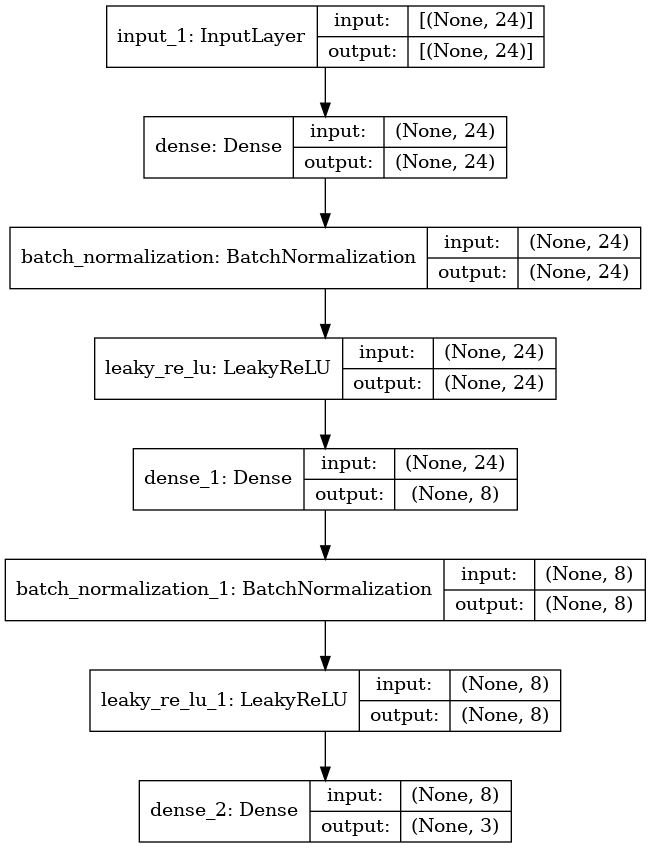 input_1: InputLayer
input:
[(None, 24)]
output:
[(None, 24)]
dense: Dense
input:
(None, 24)
output:
(None, 24)
batch_normalization: BatchNormalization
input:
(None, 24)
output:
(None, 24)
leaky_re_lu: LeakyReLU
input:
(None, 24)
output:
(None, 24)
dense_1: Dense
input:
(None, 24)
output:
(None, 8)
batch_normalization_1: BatchNormalization
input:
(None, 8)
output:
(None, 8)
leaky_re_lu_1: LeakyReLU
input:
(None, 8)
output:
(None, 8)
dense_2: Dense
input:
(None, 8)
output:
(None, 3)